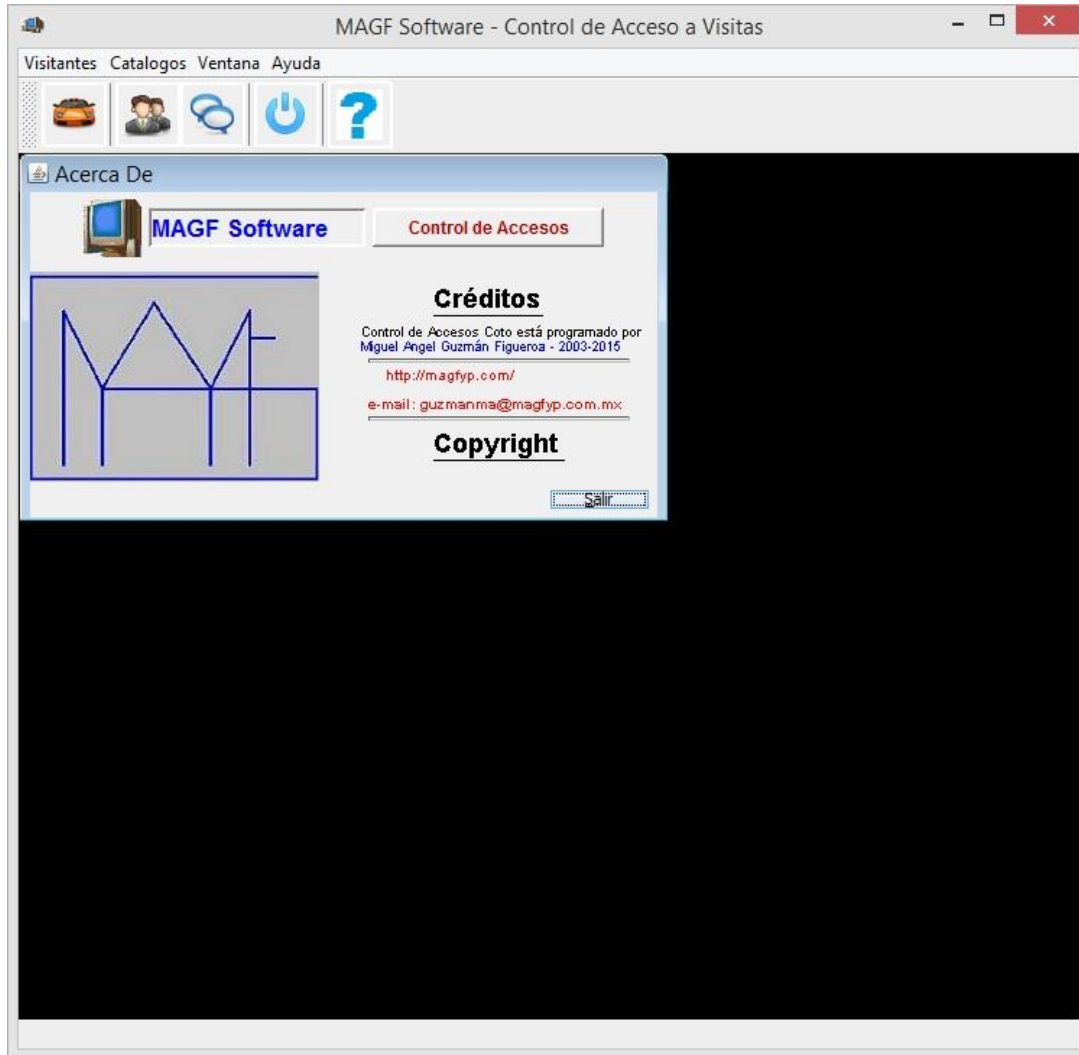 MAGF Software - Control de Acceso a Visitas
Visitantes Catalogos Ventana Ayuda
Acerca De
MAGF Software
Control de Accesos
Créditos
Control de Accesos Coto está programado por
Miguel Angel Guzmán Figueroa - 2003-2015
http://magfyp.com/
e-mail: guzmanma@magfyp.com.mx
Copyright
Salir